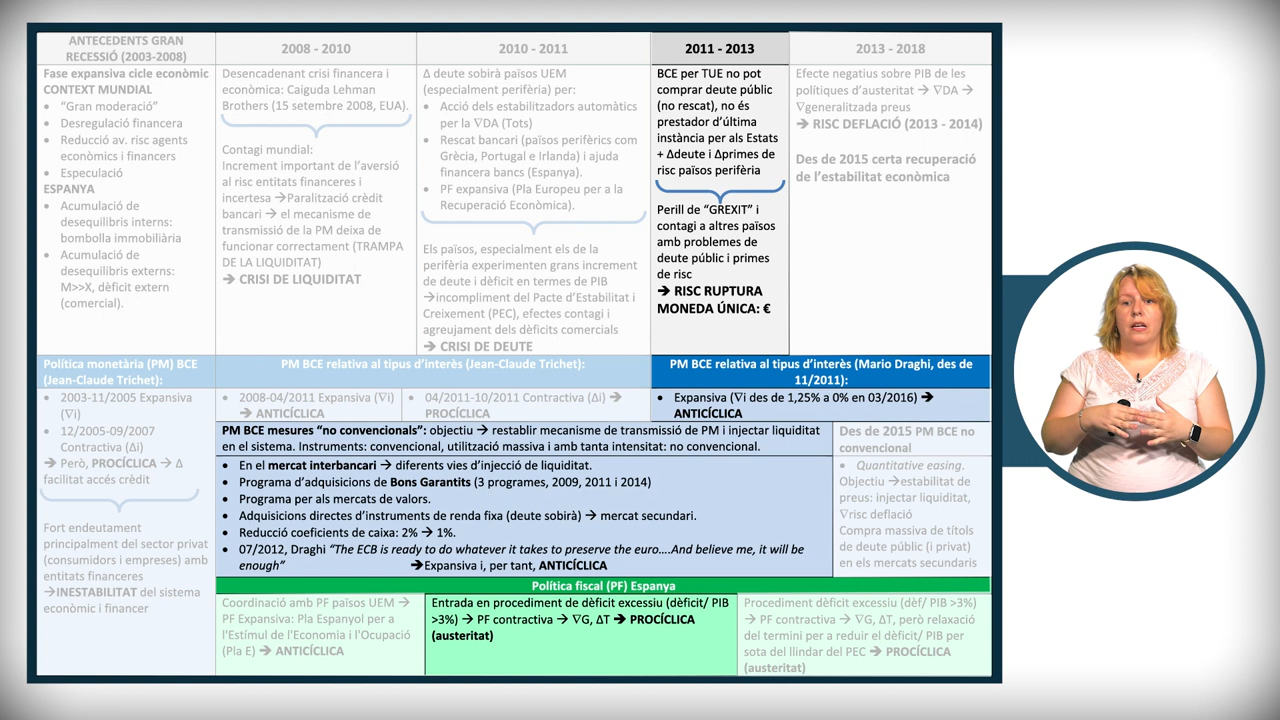 ANTECEDENTS GRAN
RECESSIÓ (2003-2008)
Fase expansiva cicle econòmic
CONTEXT MUNDIAL
• “Gran moderació”
• Desregulació financera
• Reducció av. risc agents
econòmics i financers
• Especulació
ESPANYA
• Acumulació de
desequilibris interns:
bombolla immobiliària
• Acumulació de
desequilibris externs:
M>>X, dèficit extern
(comercial).
2008 - 2010
Desencadenant crisi financera i
econòmica: Caiguda Lehman
Brothers (15 setembre 2008, EUA).
Contagi mundial:
Increment important de l’aversió
al risc entitats financeres i
incertesa → Paralització crèdit
bancari → el mecanisme de
transmissió de la PM deixa de
funcionar correctament (TRAMPA
DE LA LIQUIDITAT)
→ CRISI DE LIQUIDITAT
2010 - 2011
Δ deute sobirà països UEM
(especialment perifèria) per:
• Acció dels estabilitzadors automàtics
per la ∇DA (Tots)
• Rescat bancari (països perifèrics com
Grècia, Portugal e Irlanda) i ajuda
financera bancs (Espanya).
• PF expansiva (Pla Europeu per a la
Recuperació Econòmica).
Els països, especialment els de la
perifèria experimenten grans increment
de deute i dèficit en termes de PIB
→incompliment del Pacte d’Estabilitat i
Creixement (PEC), efectes contagi i
agreujament dels dèficits comercials
→ CRISI DE DEUTE
2011 - 2013
BCE per TUE no pot
comprar deute públic
(no rescat), no és
prestador d’última
instància per als Estats
+ Δdeute i Δprimes de
risc països perifèria
Perill de “GREXIT” i
contagi a altres països
amb problemes de
deute públic i primes
de risc
→ RISC RUPTURA
MONEDA ÚNICA: €
2013 - 2018
Efecte negatius sobre PIB de les
polítiques d’austeritat → ∇DA →
∇generalitzada preus
→ RISC DEFLACIÓ (2013 - 2014)
Des de 2015 certa recuperació
de l’estabilitat econòmica
Política monetària (PM) BCE
(Jean-Claude Trichet):
• 2003-11/2005 Expansiva
(∇i)
• 12/2005-09/2007
Contractiva (Δi)
→ Però, PROCÍCLICA → Δ
facilitat accés crèdit
Fort endeutament
principalment del sector privat
(consumidors i empreses) amb
entitats financeres
→INESTABILITAT del sistema
econòmic i financer
PM BCE relativa al tipus d’interès (Jean-Claude Trichet):
• 2008-04/2011 Expansiva (∇i)
→ ANTICÍCLICA
• 04/2011-10/2011 Contractiva (Δi) →
PROCÍCLICA
PM BCE relativa al tipus d’interès (Mario Draghi, des de
11/2011):
• Expansiva (∇i des de 1,25% a 0% en 03/2016) →
ANTICÍCLICA
PM BCE mesures “no convencionals”: objectiu → restablir mecanisme de transmissió de PM i injectar liquiditat
en el sistema. Instruments: convencional, utilització massiva i amb tanta intensitat: no convencional.
• En el mercat interbancari → diferents vies d’injecció de liquiditat.
• Programa d’adquisicions de Bons Garantits (3 programes, 2009, 2011 i 2014)
• Programa per als mercats de valors.
• Adquisicions directes d’instruments de renda fixa (deute sobirà) → mercat secundari.
• Reducció coeficients de caixa: 2% → 1%.
• 07/2012, Draghi “The ECB is ready to do whatever it takes to preserve the euro….And believe me, it will be
enough” →Expansiva i, per tant, ANTICÍCLICA
Des de 2015 PM BCE no
convencional
• Quantitative easing.
Objectiu →estabilitat de
preus: injectar liquiditat,
∇risc deflació
Compra massiva de títols
de deute públic (i privat)
en els mercats secundaris
Política fiscal (PF) Espanya
Coordinació amb PF països UEM →
PF Expansiva: Pla Espanyol per a
l'Estímul de l'Economia i l'Ocupació
(Pla E) → ANTICÍCLICA
Entrada en procediment de dèficit excessiu (dèficit/ PIB
>3%) → PF contractiva → ∇G, ΔT → PROCÍCLICA
(austeritat)
Procediment dèficit excessiu (dèf/ PIB >3%)
→ PF contractiva → ∇G, ΔT, però relaxació
del termini per a reduir el dèficit/ PIB per
sota del llindar del PEC → PROCÍCLICA
(austeritat)